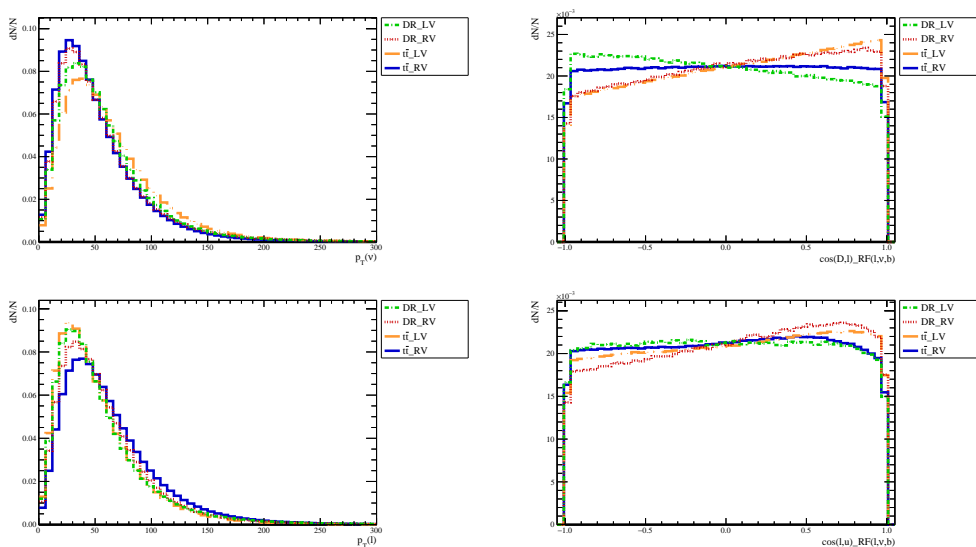 dN/N
0.10
0.08
0.06
0.04
0.02
0.00
0
50
100
150
200
250
300
p_T(ν)
DR_LV
DR_RV
tt̄_LV
tt̄_RV
dN/N
×10⁻³
25
20
15
10
5
0
−1.0
−0.5
0.0
0.5
1.0
cos(D,l)_RF(l,ν,b)
DR_LV
DR_RV
tt̄_LV
tt̄_RV
dN/N
0.10
0.08
0.06
0.04
0.02
0.00
0
50
100
150
200
250
300
p_T(l)
DR_LV
DR_RV
tt̄_LV
tt̄_RV
dN/N
×10⁻³
25
20
15
10
5
0
−1.0
−0.5
0.0
0.5
1.0
cos(l,u)_RF(l,ν,b)
DR_LV
DR_RV
tt̄_LV
tt̄_RV